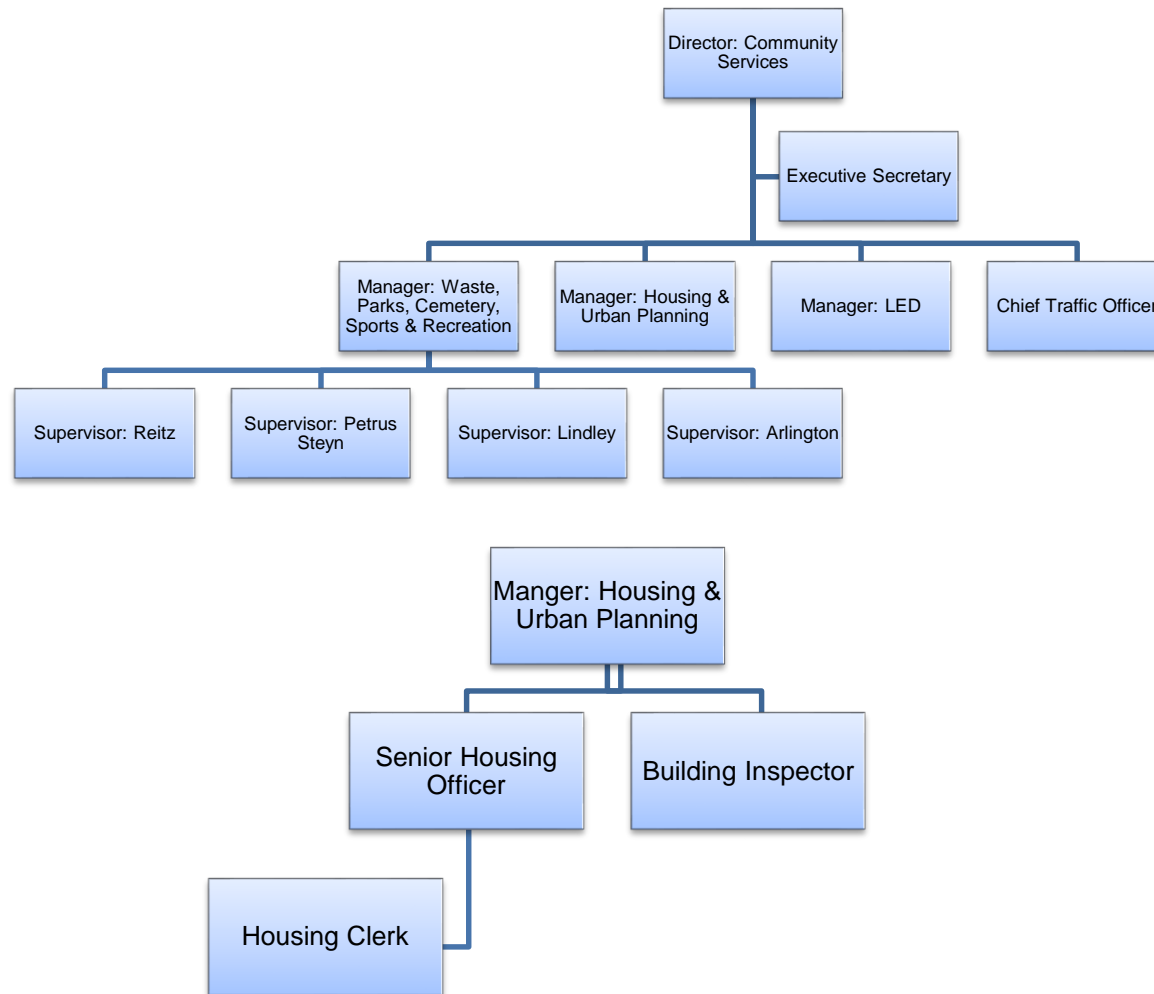 Director: Community
Services
Executive Secretary
Manager: Waste,
Parks, Cemetery,
Sports & Recreation
Manager: Housing &
Urban Planning
Manager: LED
Chief Traffic Officer
Supervisor: Reitz
Supervisor: Petrus
Steyn
Supervisor: Lindley
Supervisor: Arlington
Manger: Housing &
Urban Planning
Senior Housing
Officer
Building Inspector
Housing Clerk